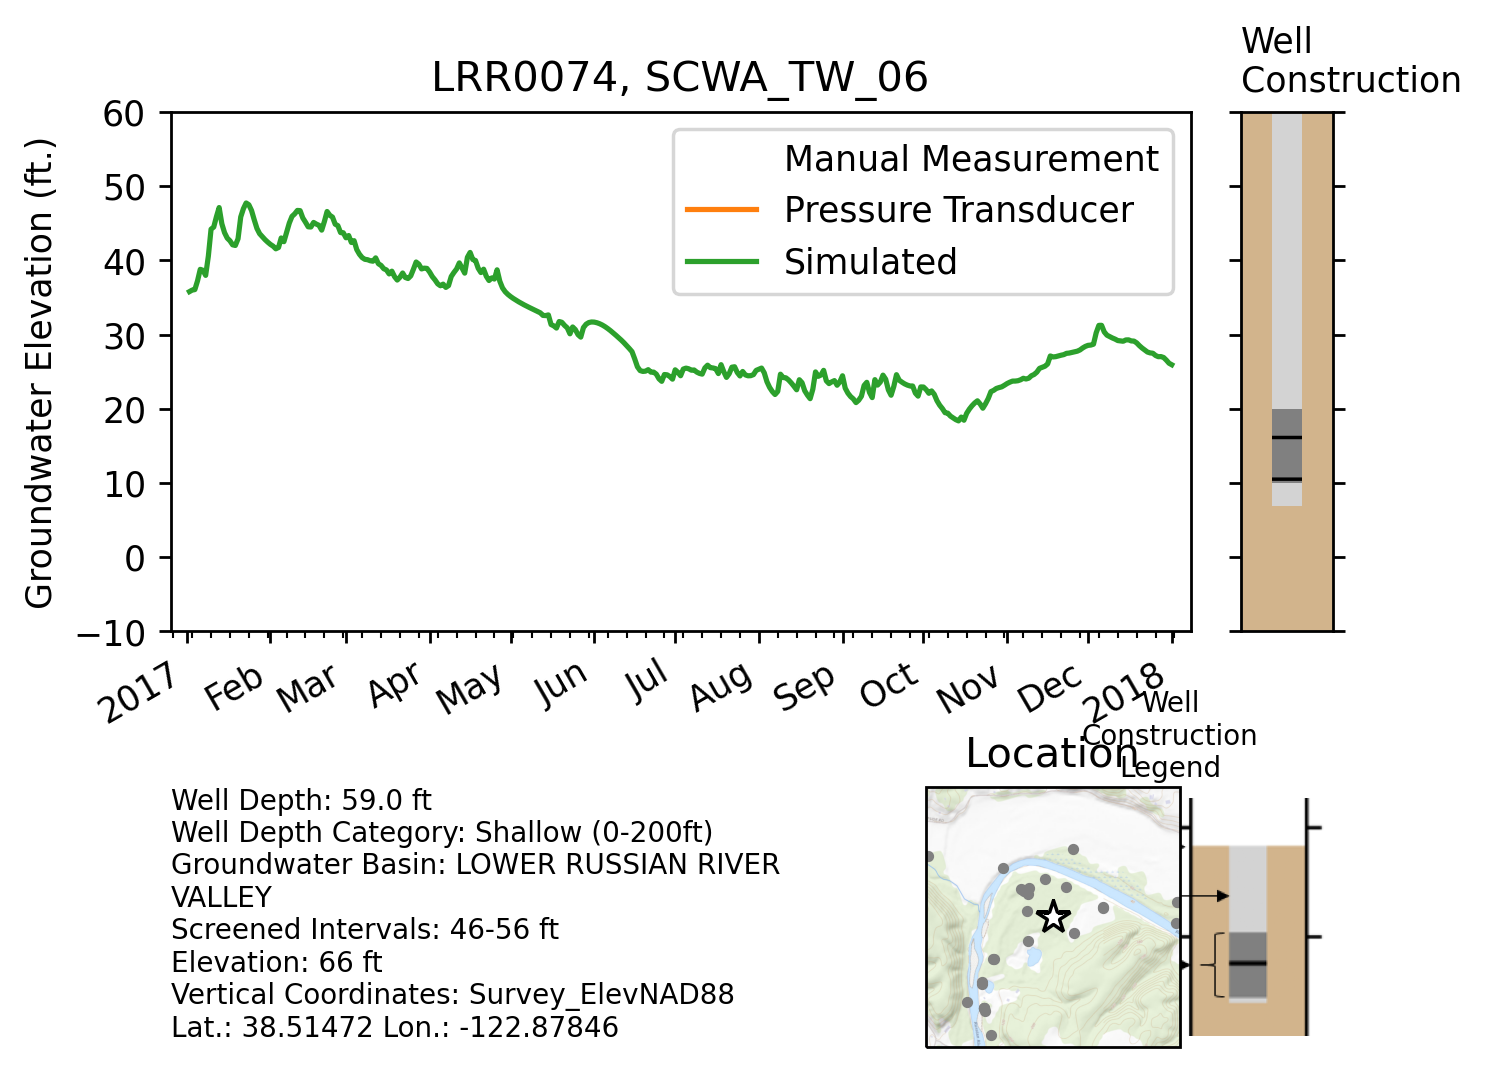 Well
Construction
LRR0074, SCWA_TW_06
Groundwater Elevation (ft.)
60
50
40
30
20
10
0
−10
Manual Measurement
Pressure Transducer
Simulated
2017
Feb
Mar
Apr
May
Jun
Jul
Aug
Sep
Oct
Nov
Dec
2018
Well
Construction
Legend
Location
Well Depth: 59.0 ft
Well Depth Category: Shallow (0-200ft)
Groundwater Basin: LOWER RUSSIAN RIVER
VALLEY
Screened Intervals: 46-56 ft
Elevation: 66 ft
Vertical Coordinates: Survey_ElevNAD88
Lat.: 38.51472 Lon.: -122.87846